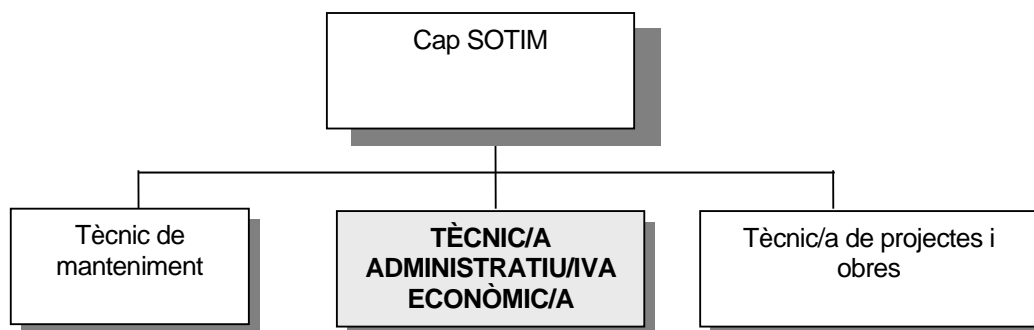 Cap SOTIM
Tècnic de
manteniment
TÈCNIC/A
ADMINISTRATIU/IVA
ECONÒMIC/A
Tècnic/a de projectes i
obres